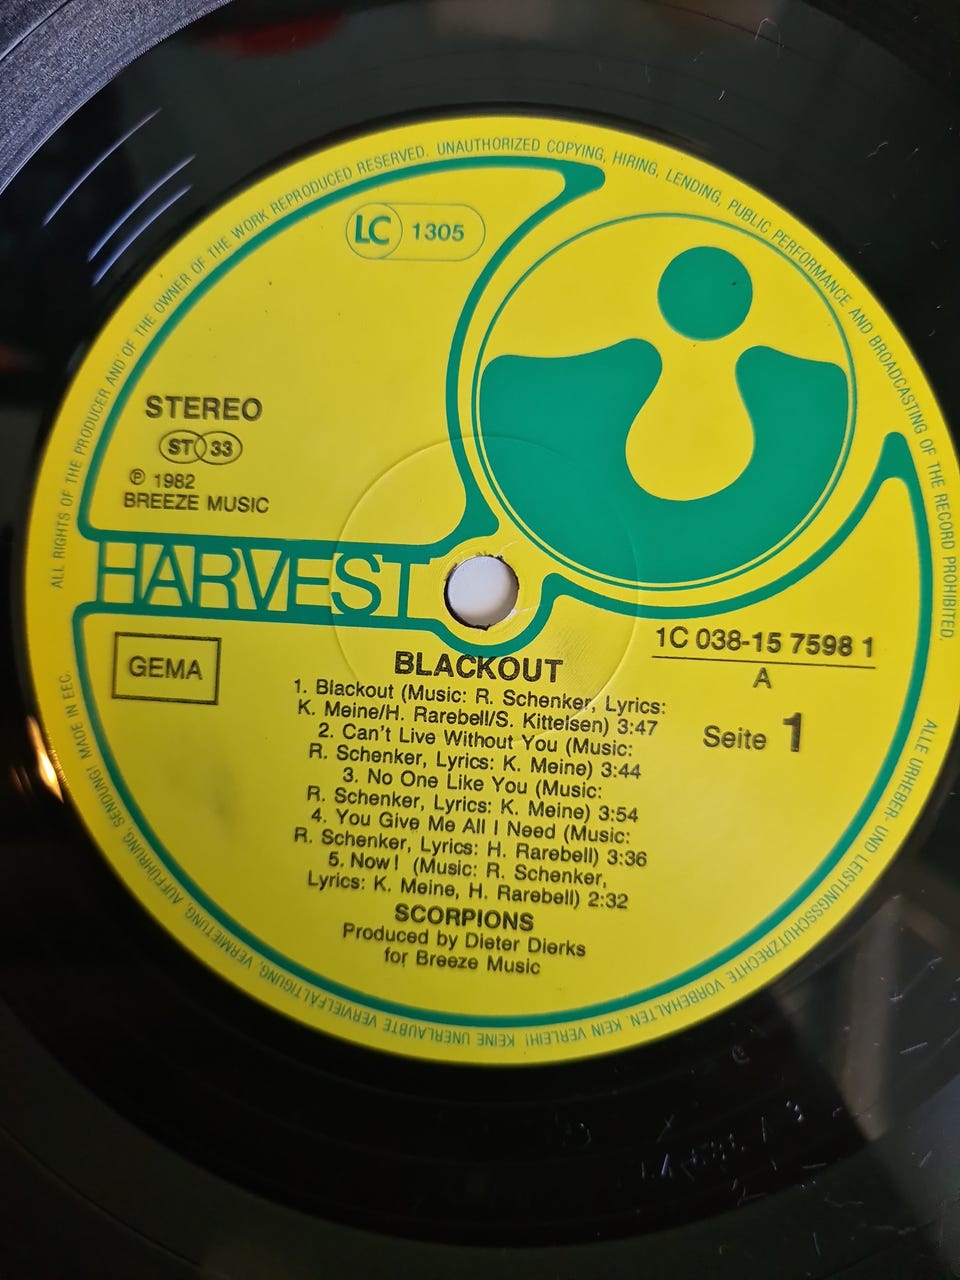 ALL RIGHTS OF THE PRODUCER AND OF THE OWNER OF THE WORK REPRODUCED RESERVED. UNAUTHORIZED COPYING, HIRING, LENDING, PUBLIC PERFORMANCE AND BROADCASTING OF THE RECORD PROHIBITED.
LC 1305
STEREO
ST 33
℗ 1982
BREEZE MUSIC
HARVEST
GEMA
1C 038-15 7598 1
A
Seite 1
BLACKOUT
1. Blackout (Music: R. Schenker, Lyrics:
K. Meine/H. Rarebell/S. Kittelsen) 3:47
2. Can't Live Without You (Music:
R. Schenker, Lyrics: K. Meine) 3:44
3. No One Like You (Music:
R. Schenker, Lyrics: K. Meine) 3:54
4. You Give Me All I Need (Music:
R. Schenker, Lyrics: H. Rarebell) 3:36
5. Now! (Music: R. Schenker,
Lyrics: K. Meine, H. Rarebell) 2:32
SCORPIONS
Produced by Dieter Dierks
for Breeze Music
ALLE URHEBER- UND LEISTUNGSSCHUTZRECHTE VORBEHALTEN. KEIN VERLEIH! KEINE UNERLAUBTE VERVIELFÄLTIGUNG, VERMIETUNG, AUFFÜHRUNG, SENDUNG! MADE IN EEC.